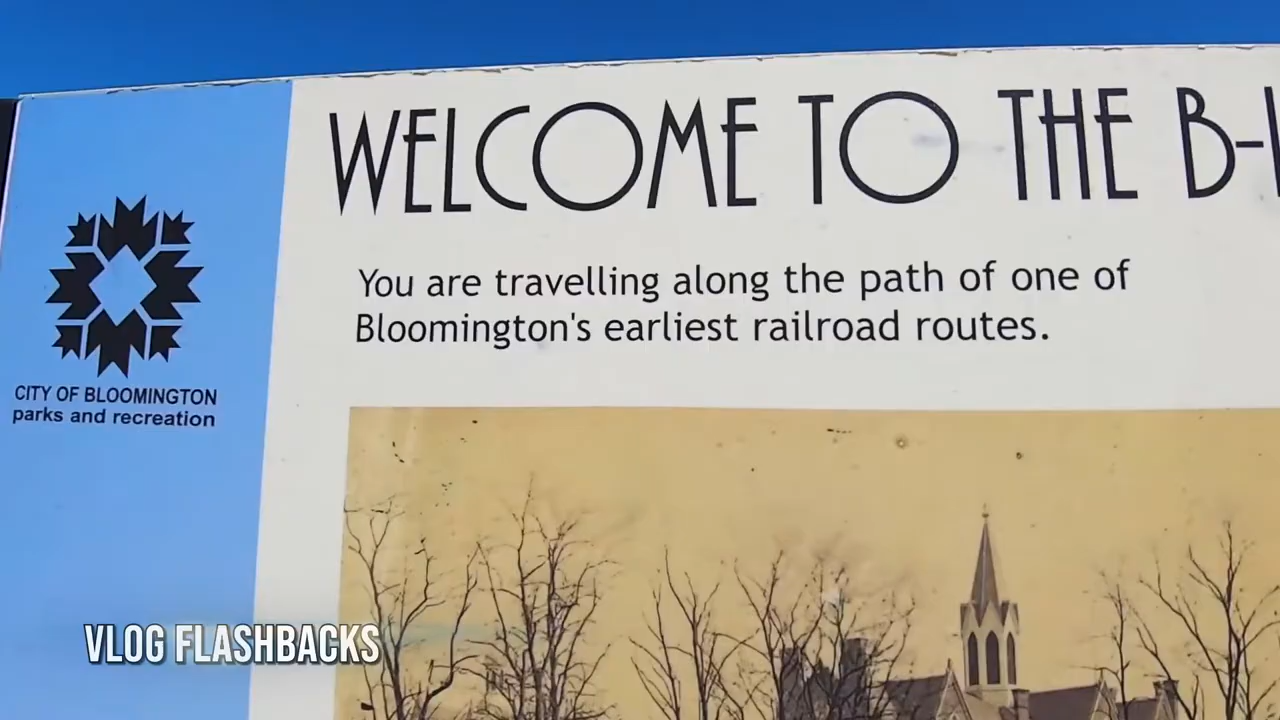 WELCOME TO THE B-
You are travelling along the path of one of
Bloomington's earliest railroad routes.
CITY OF BLOOMINGTON
parks and recreation
VLOG FLASHBACKS